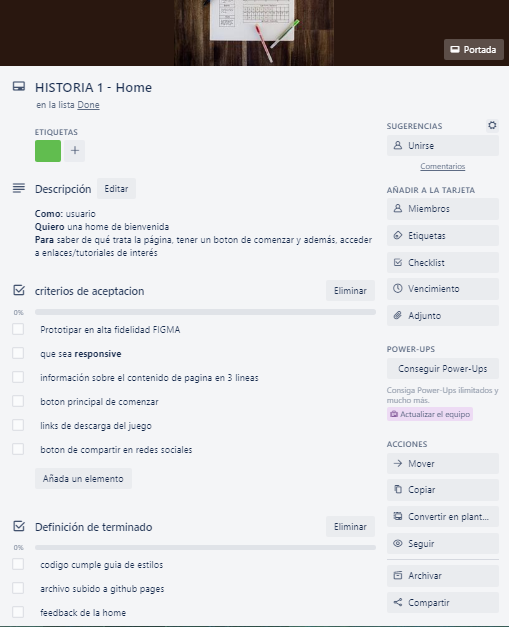 Portada
HISTORIA 1 - Home
en la lista Done
ETIQUETAS
Descripción
Editar
Como: usuario
Quiero una home de bienvenida
Para saber de qué trata la página, tener un boton de comenzar y además, acceder
a enlaces/tutoriales de interés
criterios de aceptacion
Eliminar
0%
Prototipar en alta fidelidad FIGMA
que sea responsive
información sobre el contenido de pagina en 3 lineas
boton principal de comenzar
links de descarga del juego
boton de compartir en redes sociales
Añada un elemento
Definición de terminado
Eliminar
0%
codigo cumple guia de estilos
archivo subido a github pages
feedback de la home
SUGERENCIAS
Unirse
Comentarios
AÑADIR A LA TARJETA
Miembros
Etiquetas
Checklist
Vencimiento
Adjunto
POWER-UPS
Conseguir Power-Ups
Consiga Power-Ups ilimitados y
mucho más.
Actualizar el equipo
ACCIONES
Mover
Copiar
Convertir en plant...
Seguir
Archivar
Compartir